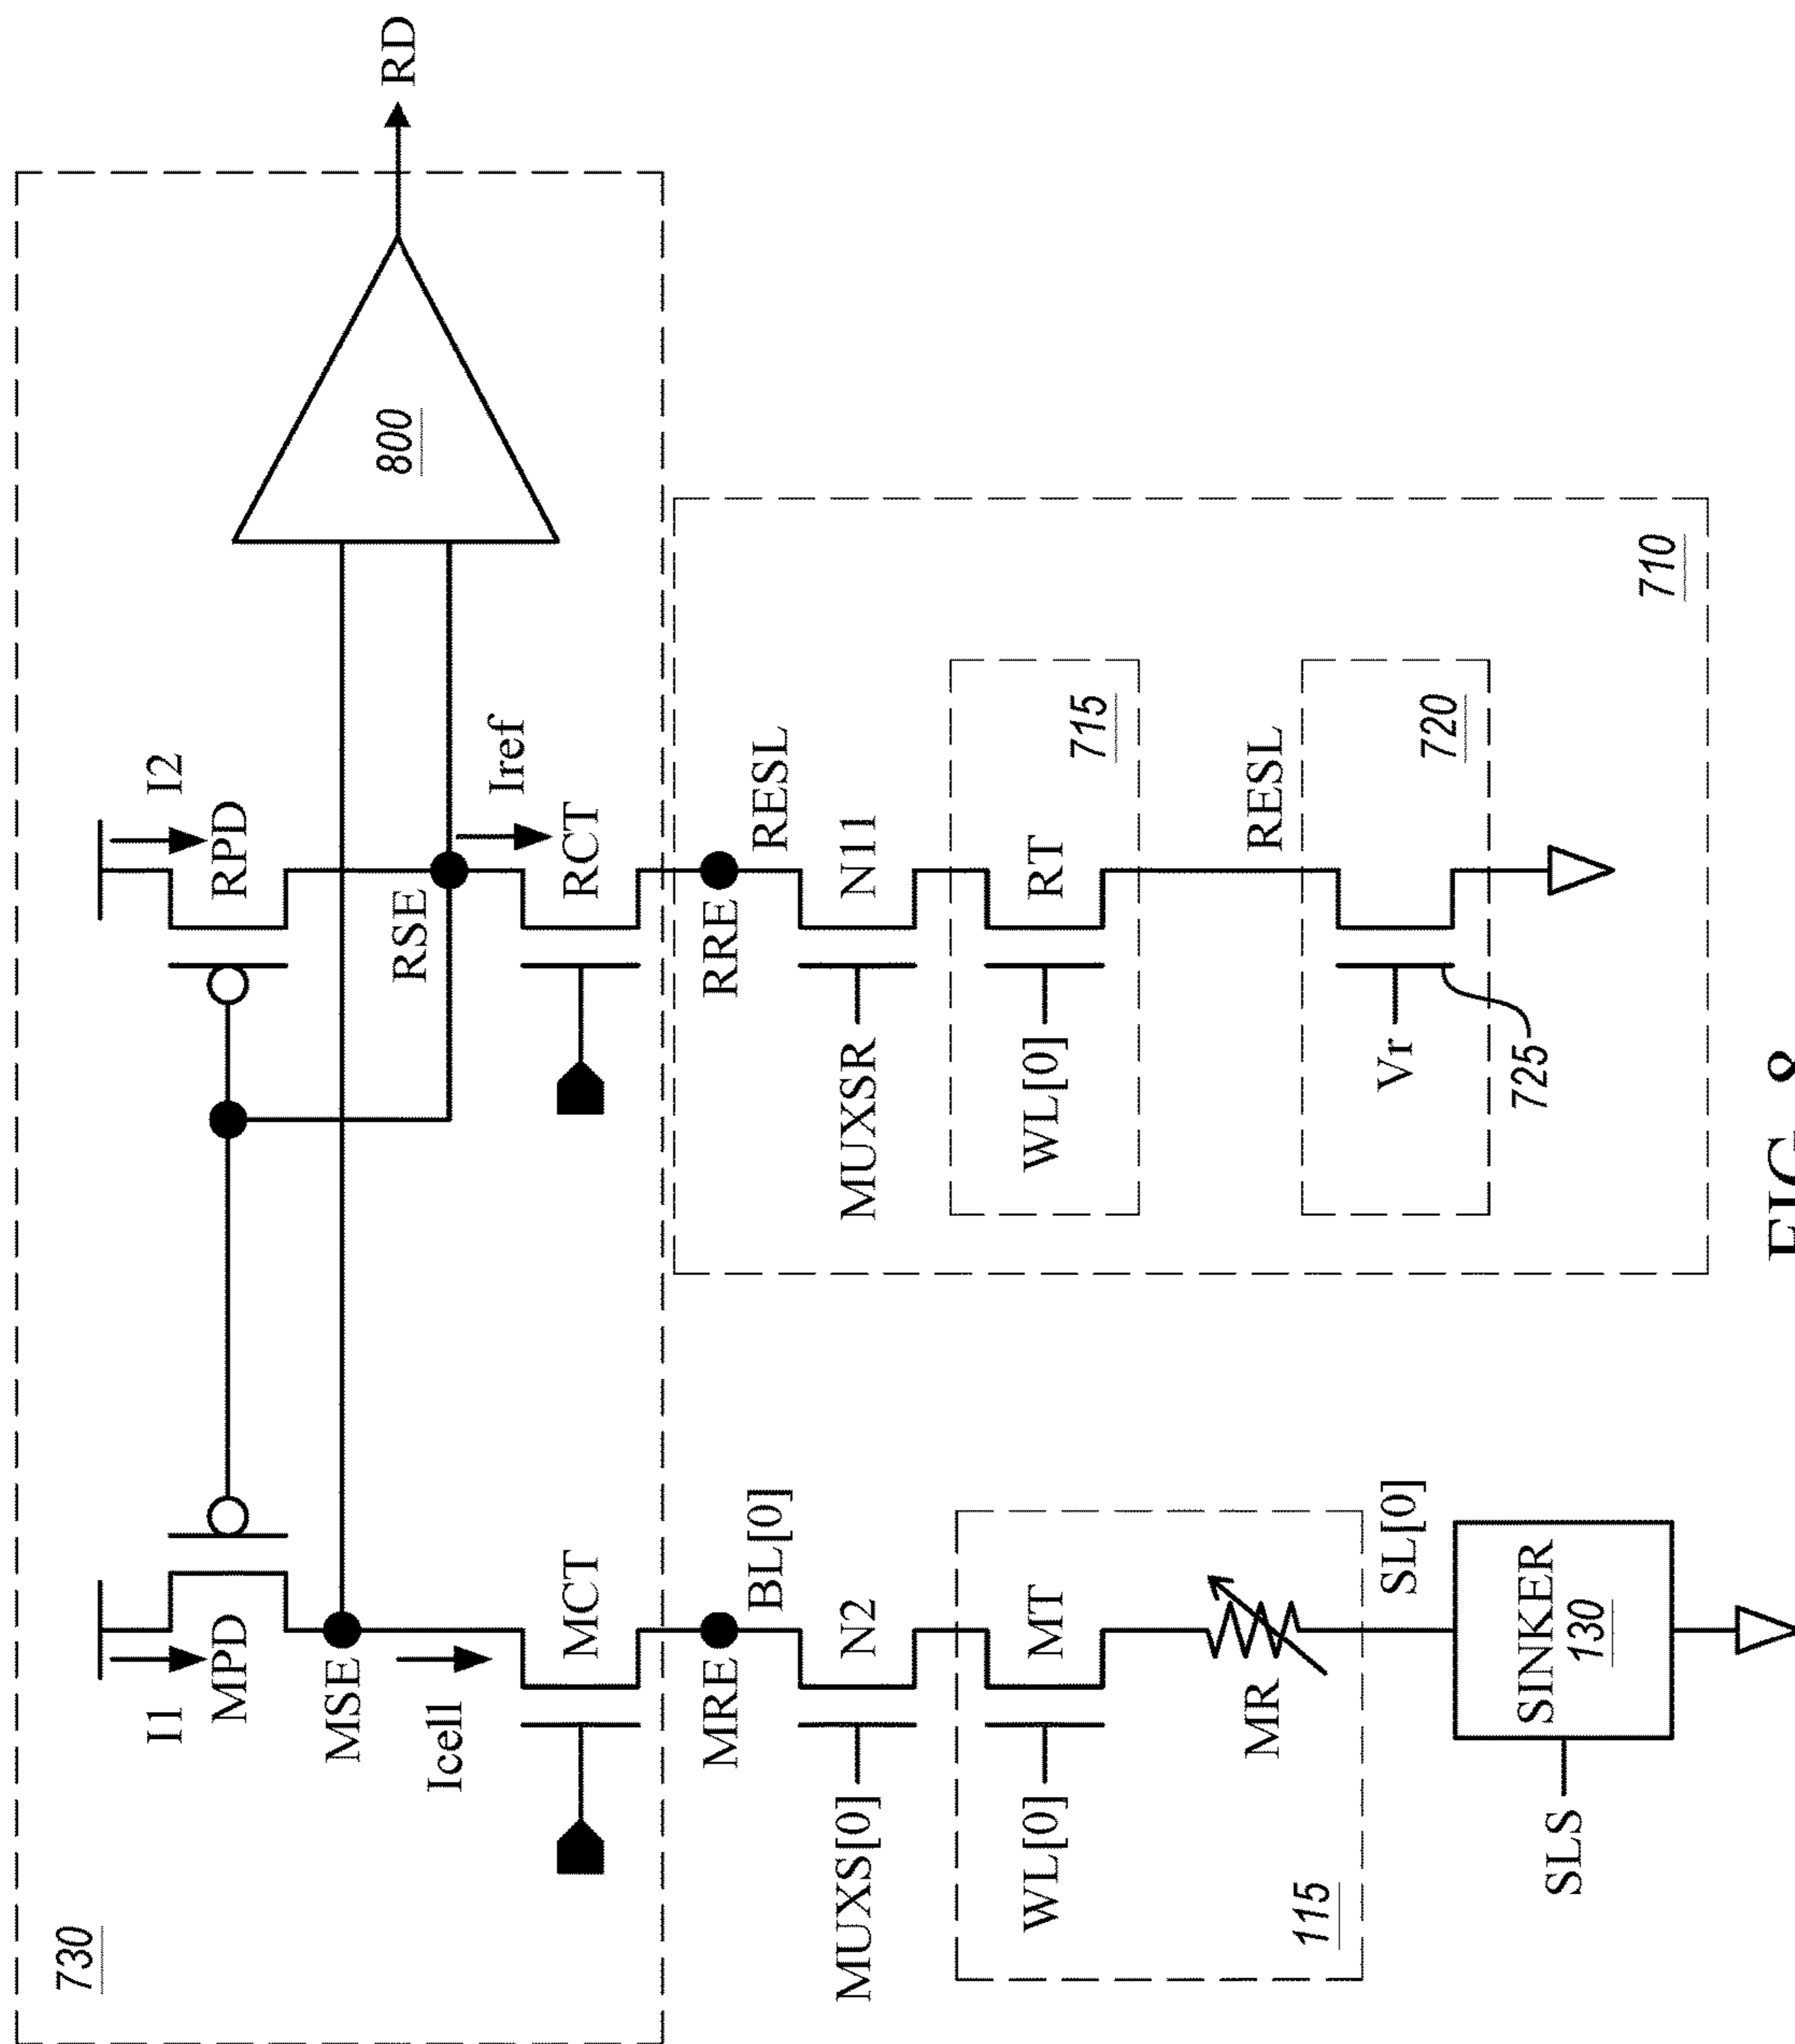 730
I1
MPD
MSE
Icell
MCT
I2
RPD
RSE
Iref
RCT
800
RD
MRE
BL[0]
MUXS[0]
N2
WL[0]
MT
MR
115
SL[0]
SLS
SINKER
130
RRE
RESL
MUXSR
N11
WL[0]
RT
715
RESL
Vr
725
720
710
FIG. 8